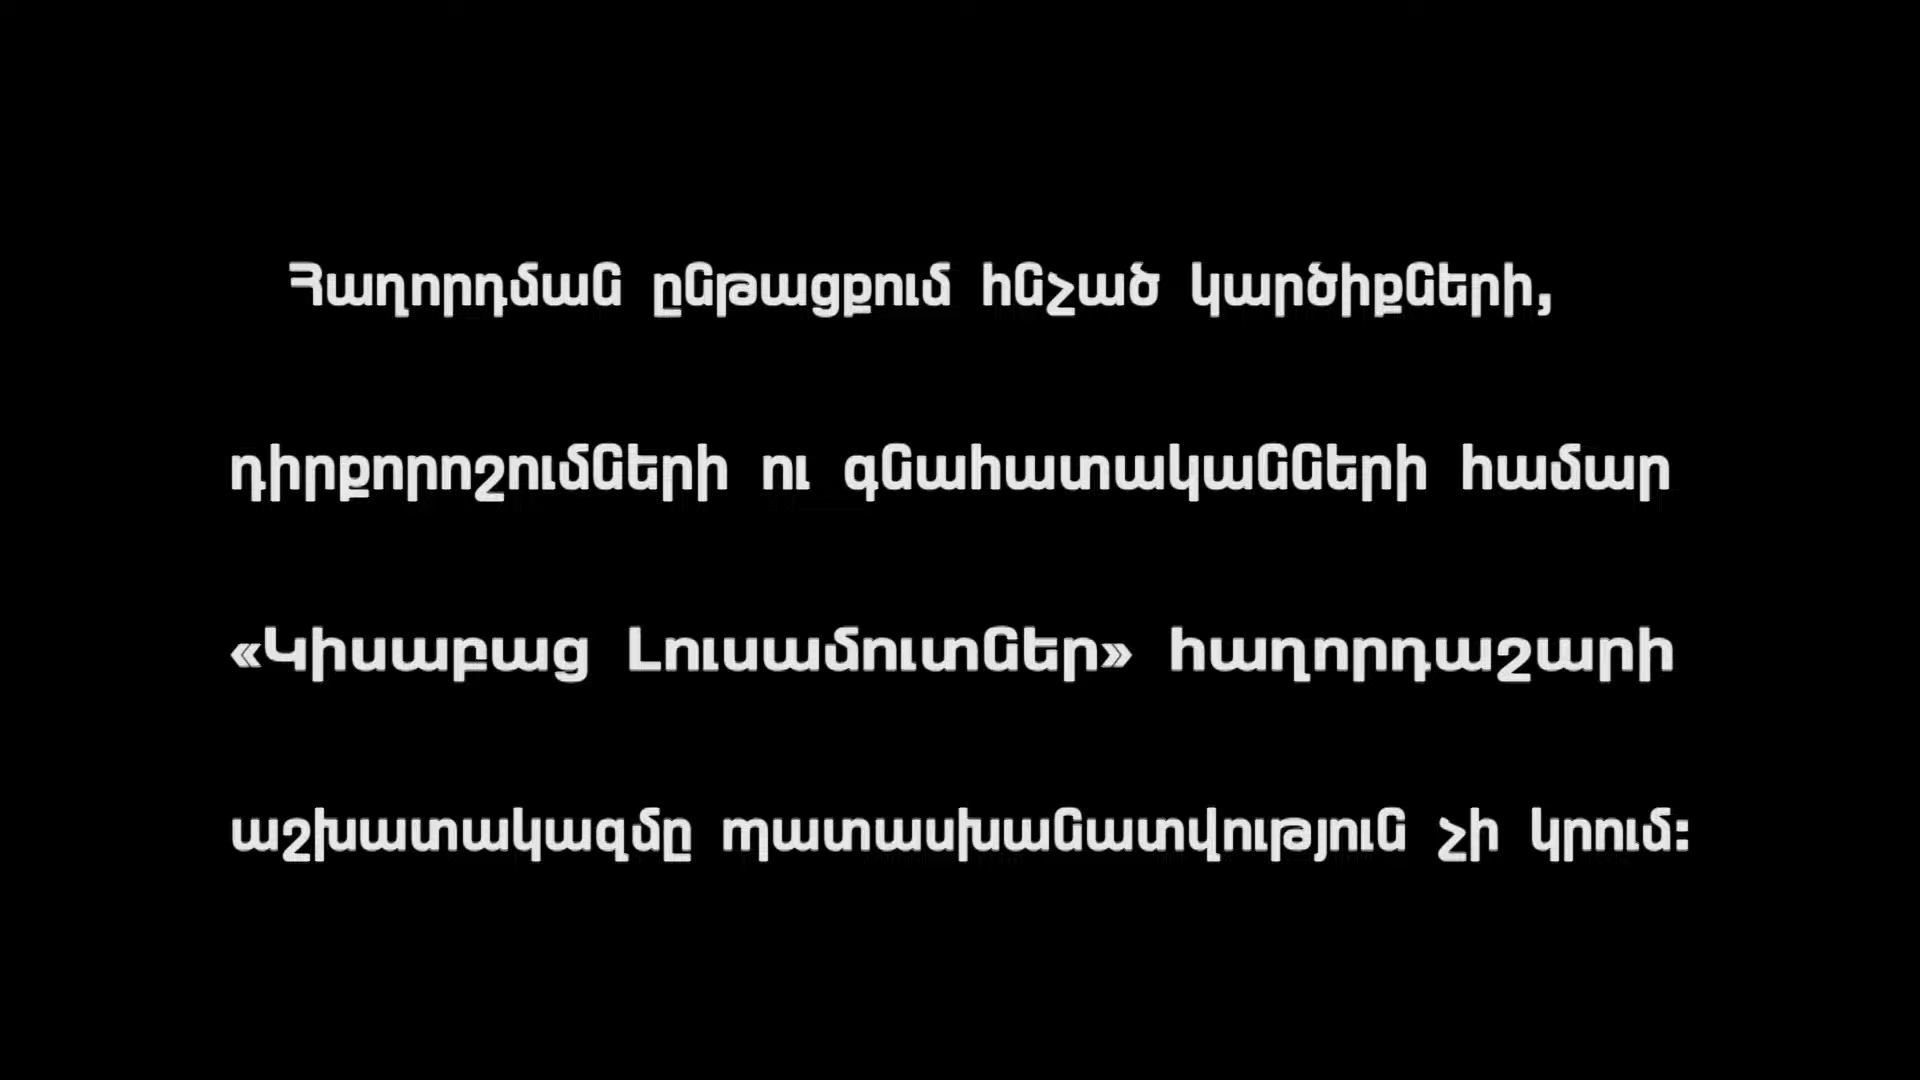 Հաղորդման ընթացքում հնչած կարծիքների,
դիրքորոշումների ու գնահատականների համար
«Կիսաբաց Լուսամուտներ» հաղորդաշարի
աշխատակազմը պատասխանատվություն չի կրում: